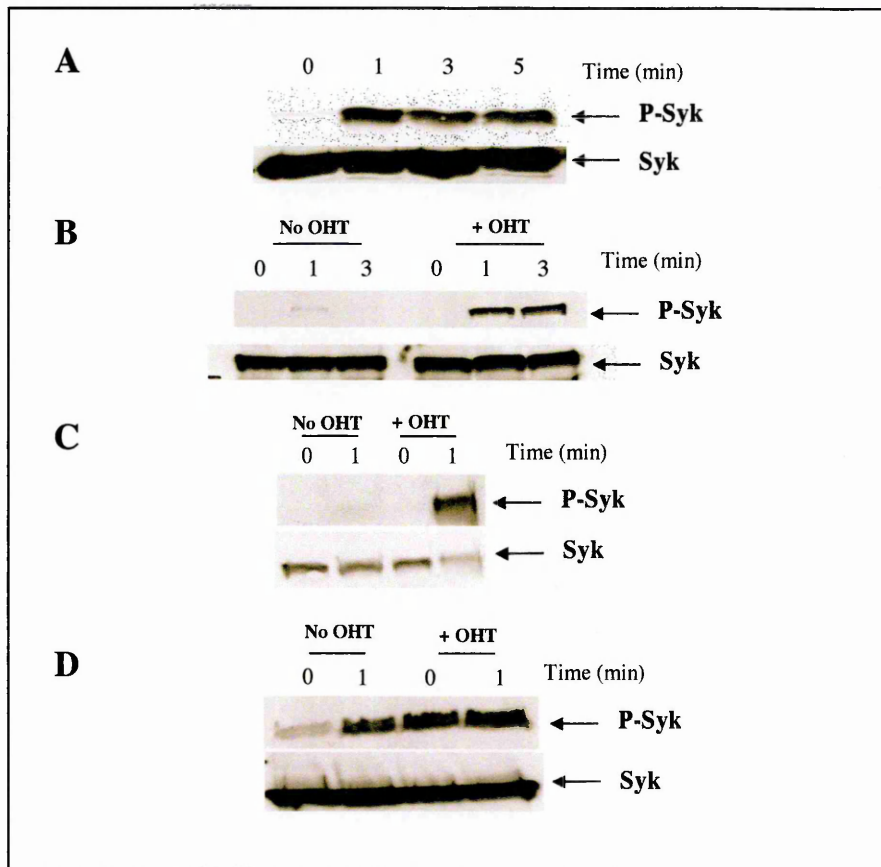 A
0 1 3 5 Time (min)
P-Syk
Syk
B
No OHT + OHT
0 1 3 0 1 3 Time (min)
P-Syk
Syk
C
No OHT + OHT
0 1 0 1 Time (min)
P-Syk
Syk
D
No OHT + OHT
0 1 0 1 Time (min)
P-Syk
Syk